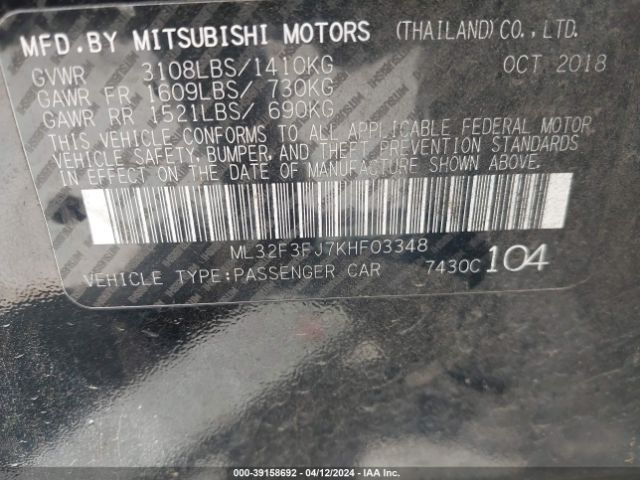 MFD.BY MITSUBISHI MOTORS (THAILAND)CO.,LTD.
GVWR 3108LBS/1410KG OCT 2018
GAWR FR 1609LBS/ 730KG
GAWR RR 1521LBS/ 690KG
THIS VEHICLE CONFORMS TO ALL APPLICABLE FEDERAL MOTOR
VEHICLE SAFETY, BUMPER, AND THEFT PREVENTION STANDARDS
IN EFFECT ON THE DATE OF MANUFACTURE SHOWN ABOVE.
ML32F3FJ7KHF03348
VEHICLE TYPE:PASSENGER CAR 7430C 104
000-39158692 - 04/12/2024 - IAA Inc.